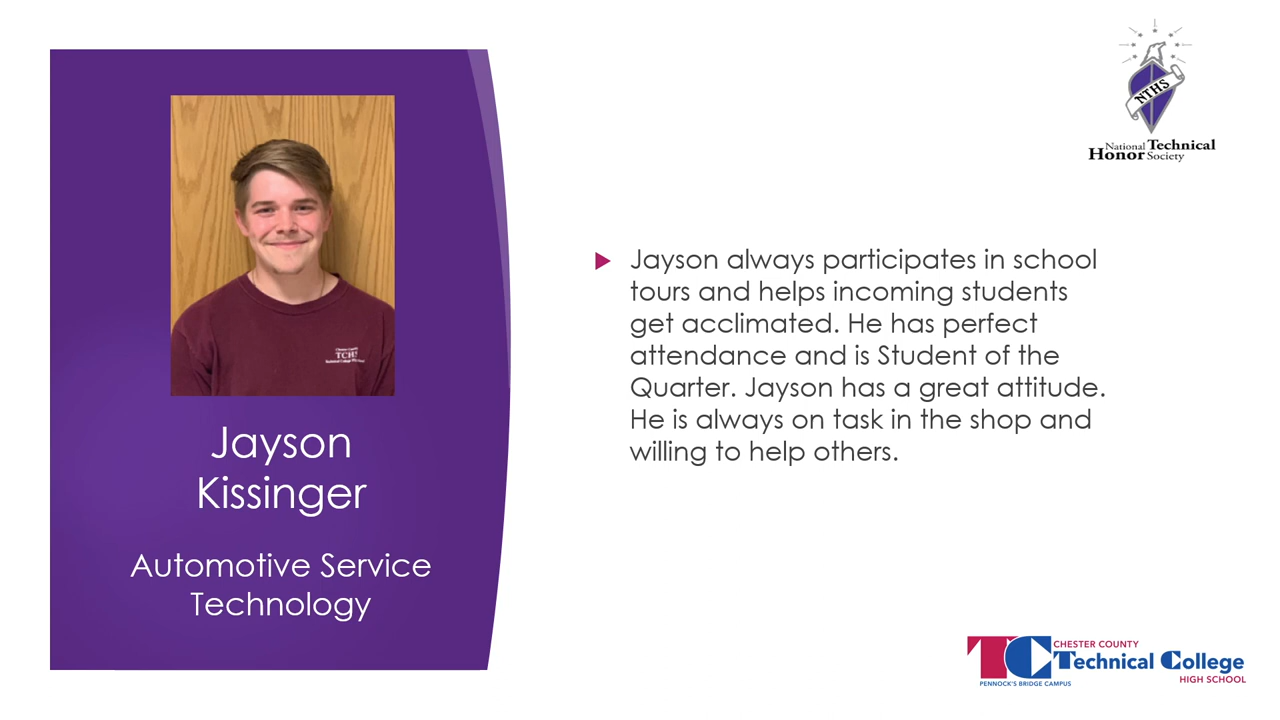 Jayson
Kissinger
Automotive Service
Technology
NTHS
National Technical
Honor Society
Jayson always participates in school
tours and helps incoming students
get acclimated. He has perfect
attendance and is Student of the
Quarter. Jayson has a great attitude.
He is always on task in the shop and
willing to help others.
TC CHESTER COUNTY
Technical College
HIGH SCHOOL
PENNOCK'S BRIDGE CAMPUS